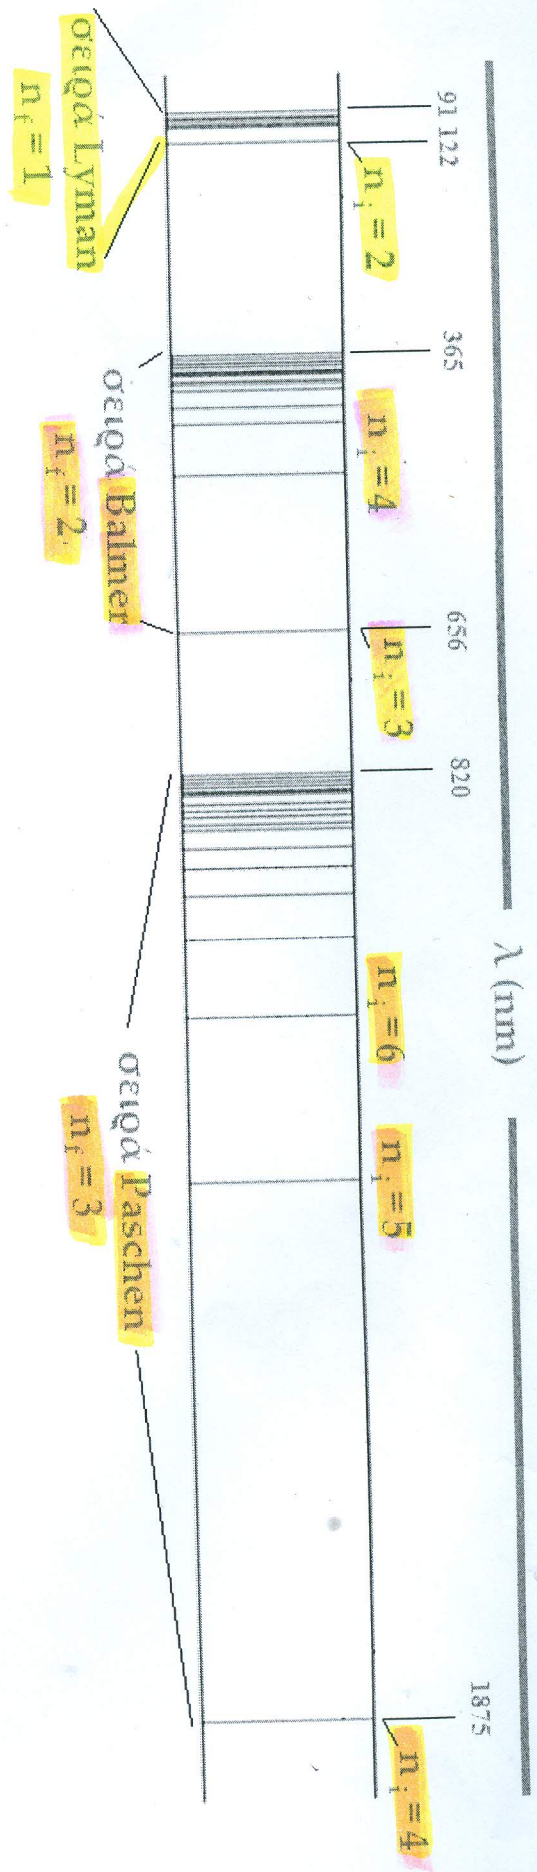 λ (nm)
91 122 365 656 820 1875
n_i = 2 n_i = 4 n_i = 3 n_i = 6 n_i = 5 n_i = 4
σειρά Lyman σειρά Balmer σειρά Paschen
n_f = 1 n_f = 2 n_f = 3